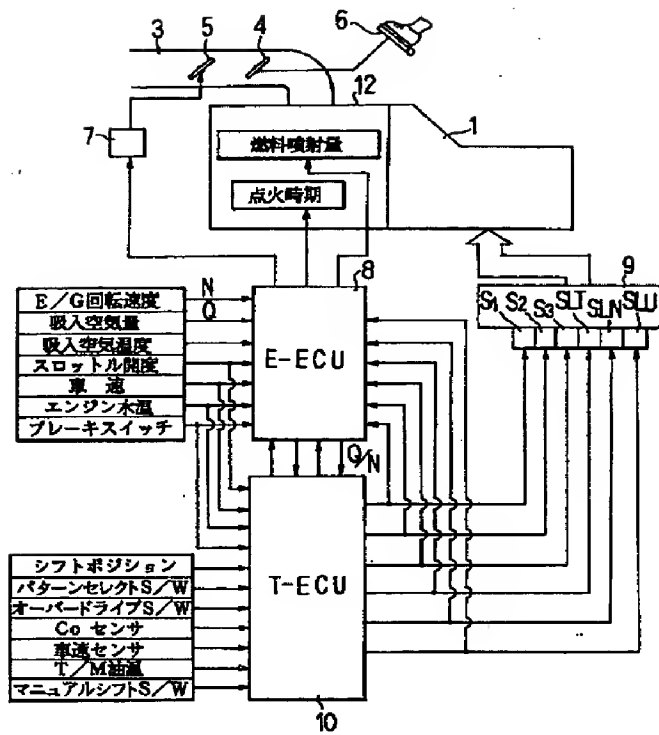 3
5
4
6
12
1
7
燃料噴射量
点火時期
8
9
E/G回転速度
吸入空気量
吸入空気温度
スロットル開度
車速
エンジン水温
ブレーキスイッチ
N
Q
E-ECU
S1
S2
S3
SLT
SLN
SLU
Q/N
シフトポジション
パターンセレクトS/W
オーバードライブS/W
Coセンサ
車速センサ
T/M油温
マニュアルシフトS/W
T-ECU
10